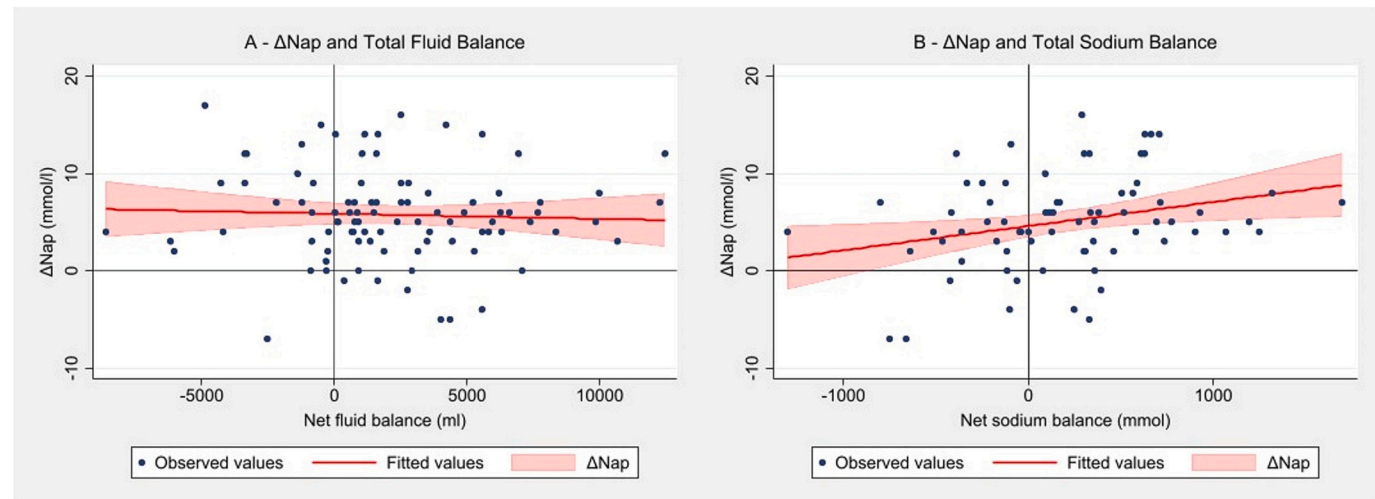 A - ΔNap and Total Fluid Balance
20
10
0
-10
ΔNap (mmol/l)
-5000
0
5000
10000
Net fluid balance (ml)
Observed values
Fitted values
ΔNap
B - ΔNap and Total Sodium Balance
20
10
0
-10
ΔNap (mmol/l)
-1000
0
1000
Net sodium balance (mmol)
Observed values
Fitted values
ΔNap